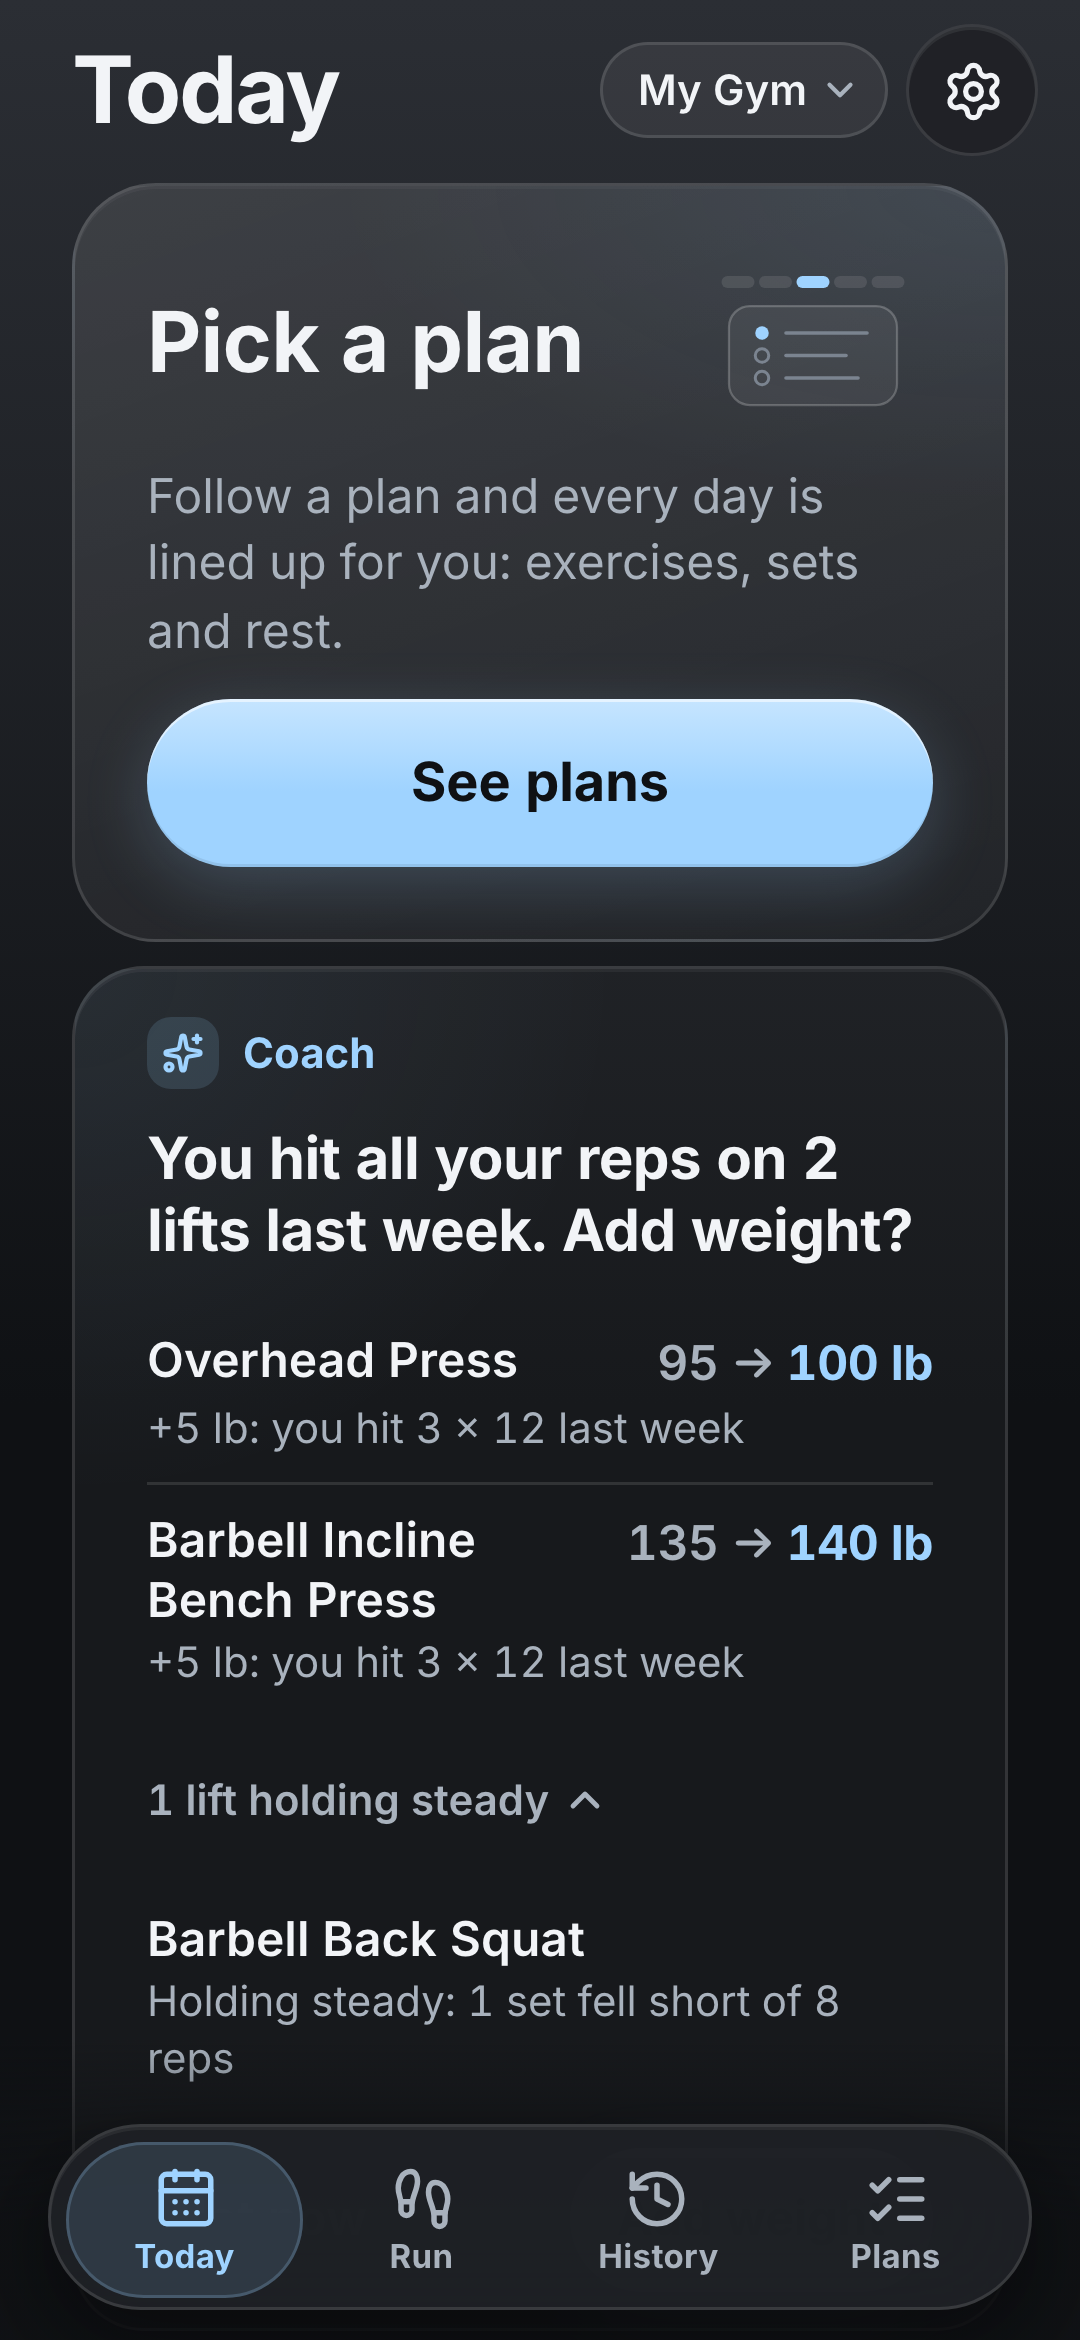 Today
My Gym
Pick a plan
Follow a plan and every day is
lined up for you: exercises, sets
and rest.
See plans
Coach
You hit all your reps on 2
lifts last week. Add weight?
Overhead Press
95 → 100 lb
+5 lb: you hit 3 × 12 last week
Barbell Incline
Bench Press
135 → 140 lb
+5 lb: you hit 3 × 12 last week
1 lift holding steady
Barbell Back Squat
Holding steady: 1 set fell short of 8
reps
Today
Run
History
Plans